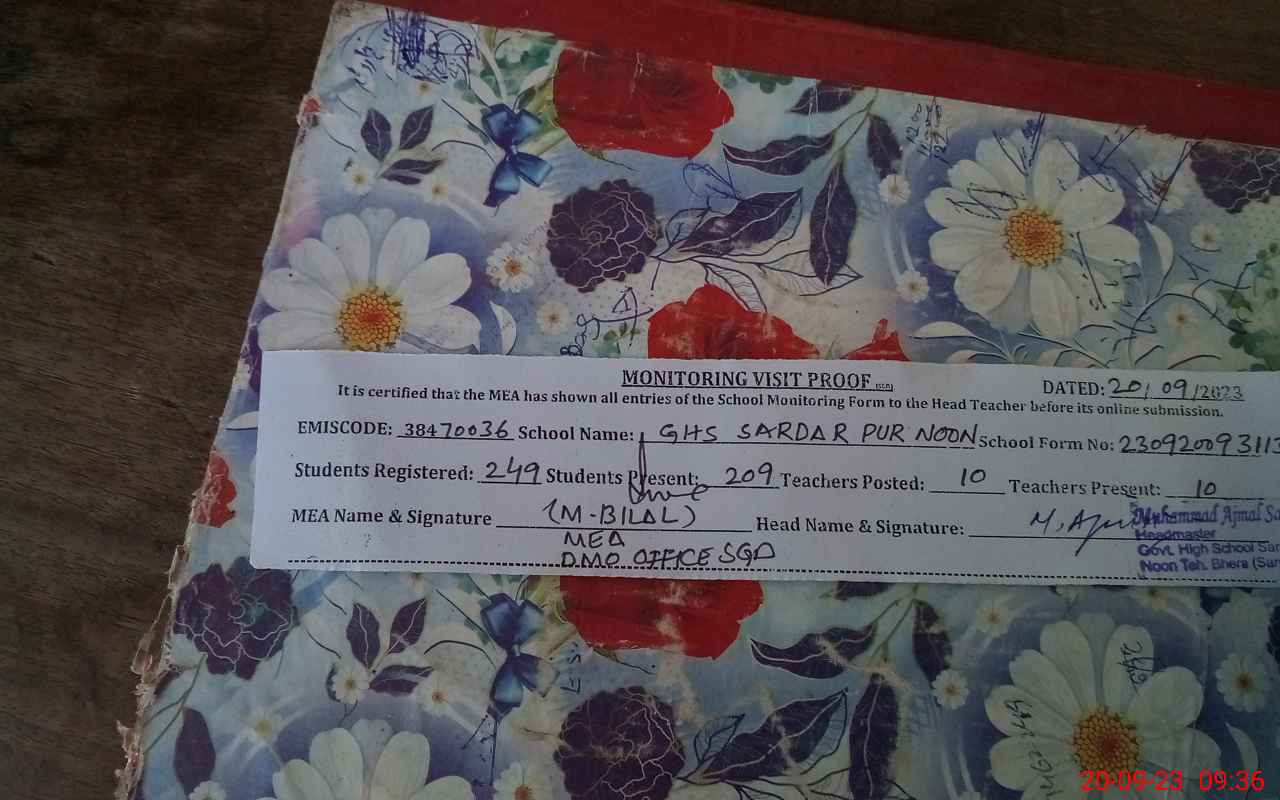 MONITORING VISIT PROOF
DATED: 20/09/2023
It is certified that the MEA has shown all entries of the School Monitoring Form to the Head Teacher before its online submission.
EMISCODE: 38470036 School Name: GHS SARDAR PUR NOON School Form No: 230920093113
Students Registered: 249 Students Present: 209 Teachers Posted: 10 Teachers Present: 10
MEA Name & Signature (M-BILAL) Head Name & Signature: M. Ajmal
MEA
DMO OFFICE SGD
Muhammad Ajmal Sa
Headmaster
Govt. High School Sar
Noon Teh. Bhera (Sar
20-09-23 09:36